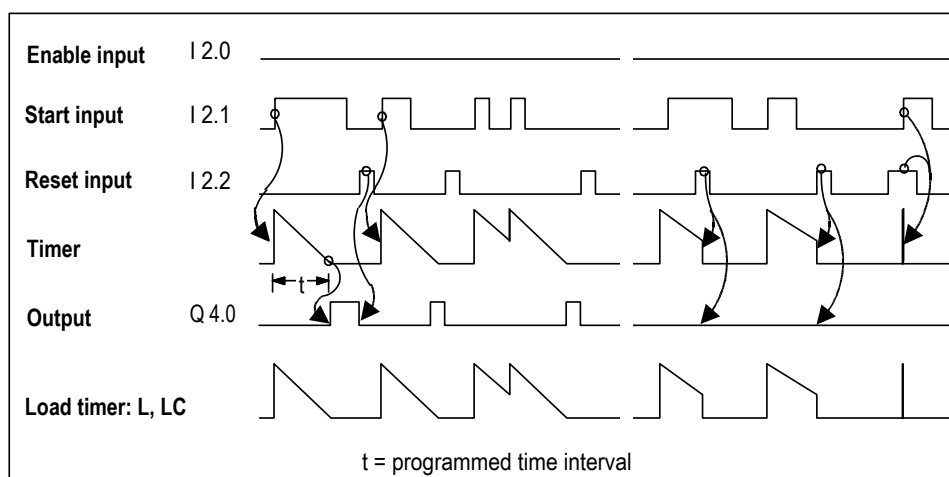 Enable input I 2.0
Start input I 2.1
Reset input I 2.2
Timer
t
Output Q 4.0
Load timer: L, LC
t = programmed time interval